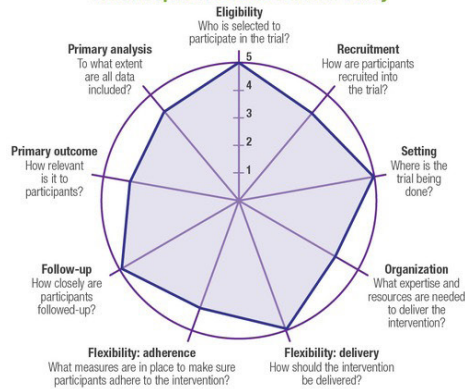 Eligibility
Who is selected to
participate in the trial?
Primary analysis
To what extent
are all data
included?
Recruitment
How are participants
recruited into
the trial?
5
4
3
2
1
Primary outcome
How relevant
is it to
participants?
Setting
Where is the
trial being
done?
Follow-up
How closely are
participants
followed-up?
Organization
What expertise and
resources are needed
to deliver the
intervention?
Flexibility: adherence
What measures are in place to make sure
participants adhere to the intervention?
Flexibility: delivery
How should the intervention
be delivered?